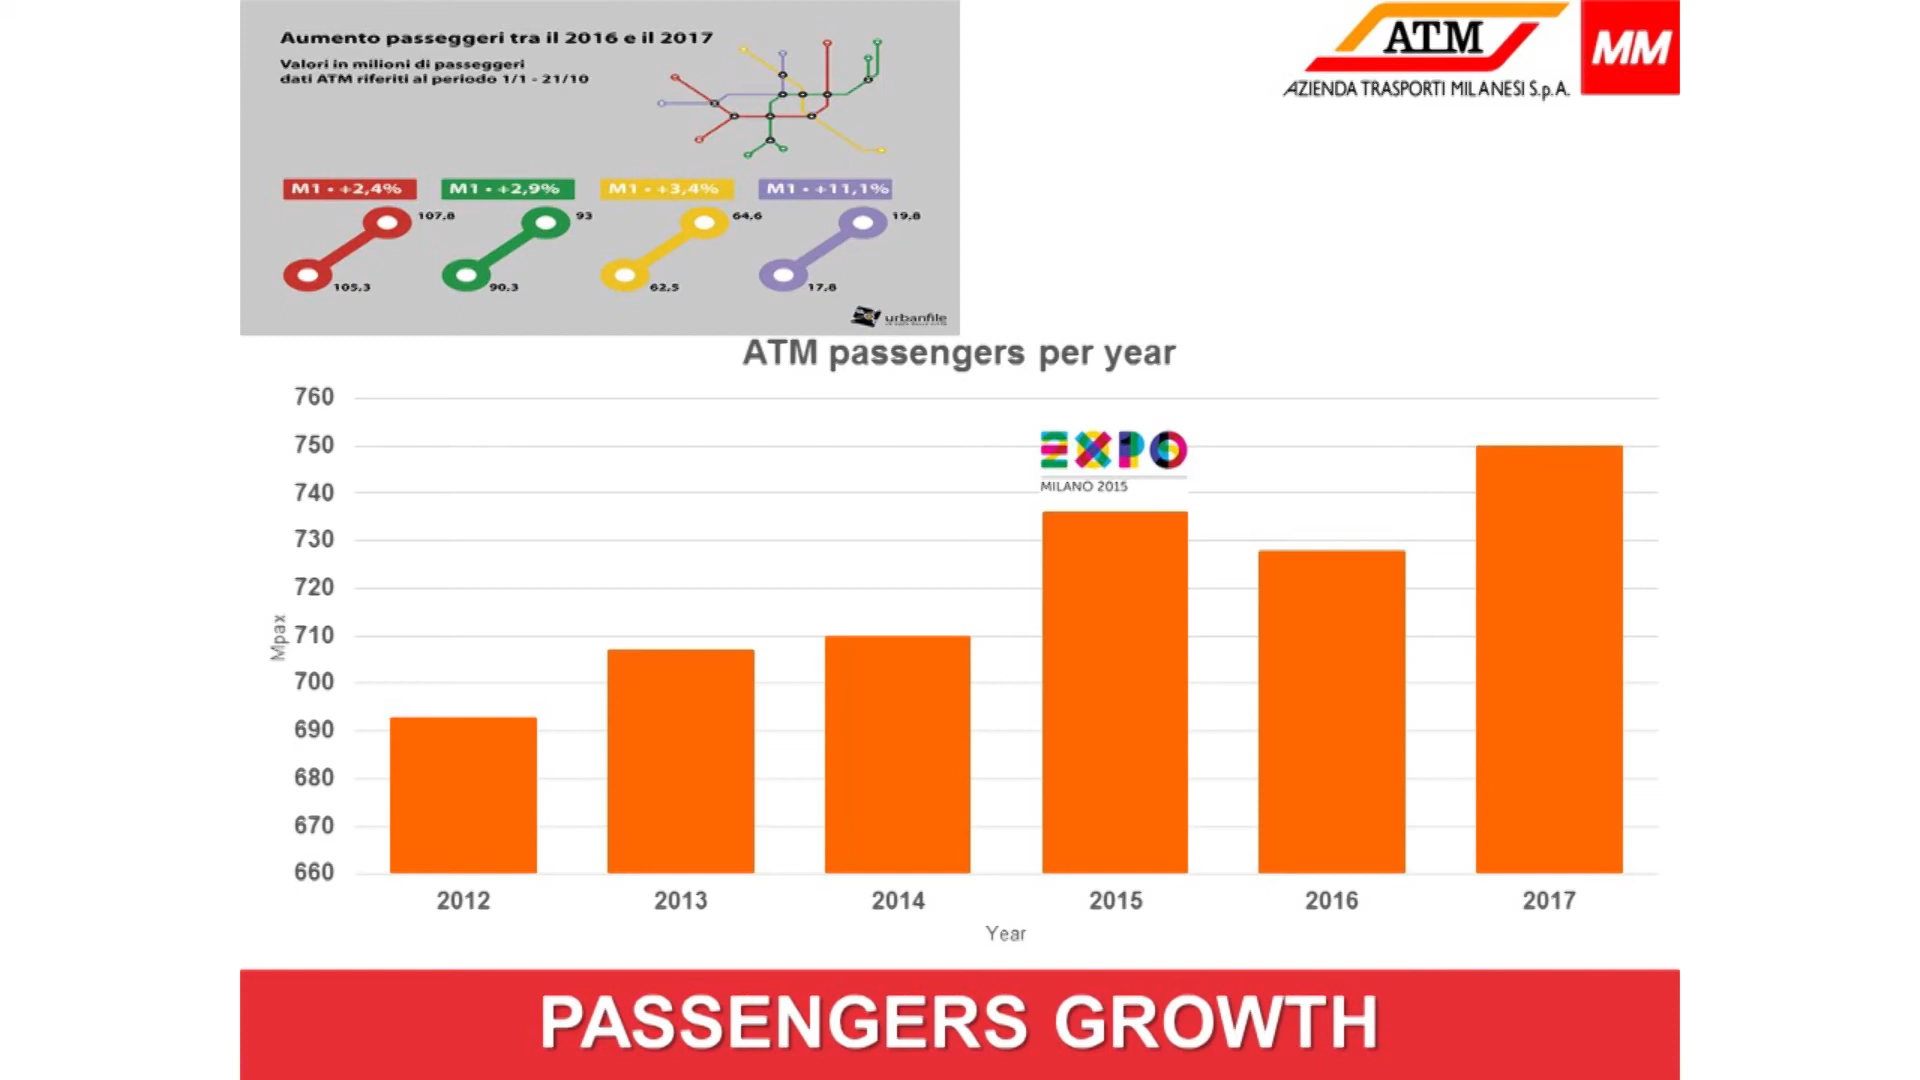 Aumento passeggeri tra il 2016 e il 2017
Valori in milioni di passeggeri
dati ATM riferiti al periodo 1/1 - 21/10
M1 • +2,4%
M1 • +2,9%
M1 • +3,4%
M1 • +11,1%
107,8
93
64,6
19,8
105,3
90,3
62,5
17,8
urbanfile
ATM
AZIENDA TRASPORTI MILANESI S.p.A.
MM
ATM passengers per year
760
750
740
730
720
710
700
690
680
670
660
Mpax
EXPO
MILANO 2015
2012
2013
2014
2015
2016
2017
Year
PASSENGERS GROWTH